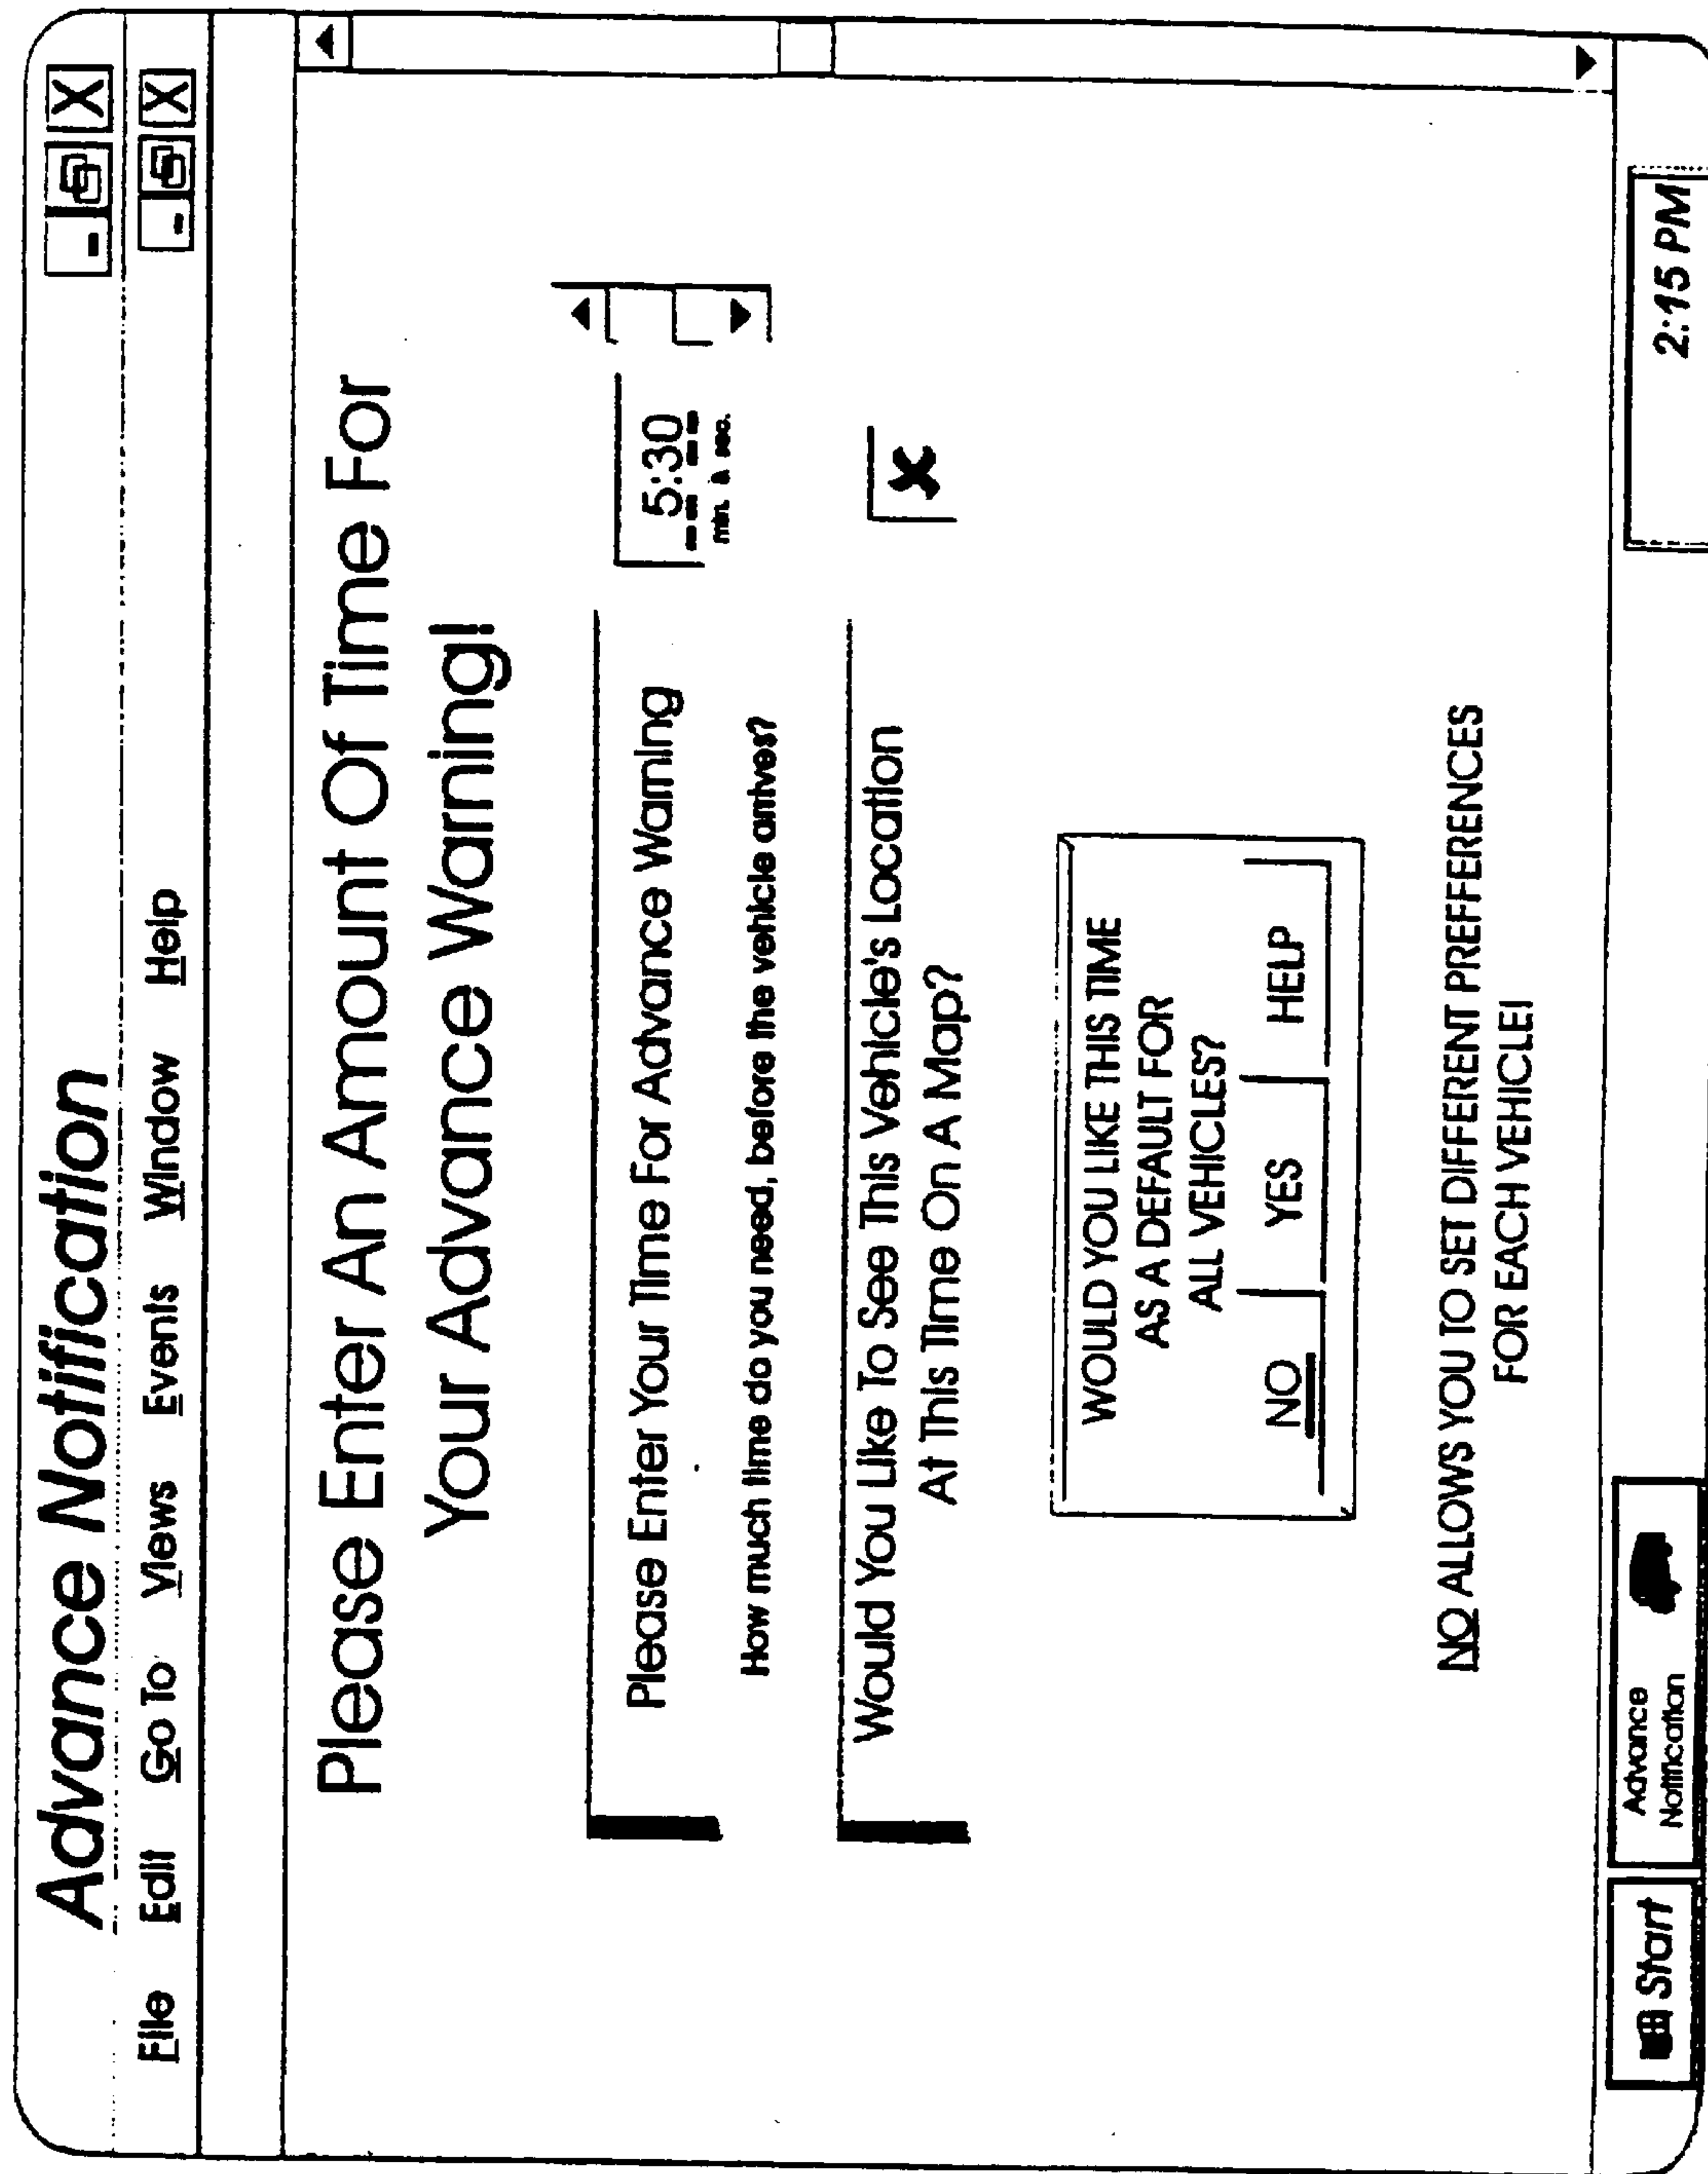 Advance Notification
File Edit Go To Views Events Window Help
Please Enter An Amount Of Time For
Your Advance Warning!
Please Enter Your Time For Advance Warning
5:30
min. & sec.
How much time do you need, before the vehicle arrives?
Would You Like To See This Vehicle's Location
At This Time On A Map?
X
WOULD YOU LIKE THIS TIME
AS A DEFAULT FOR
ALL VEHICLES?
NO YES HELP
NO ALLOWS YOU TO SET DIFFERENT PREFFERENCES
FOR EACH VEHICLE!
Start
Advance
Notification
2:15 PM